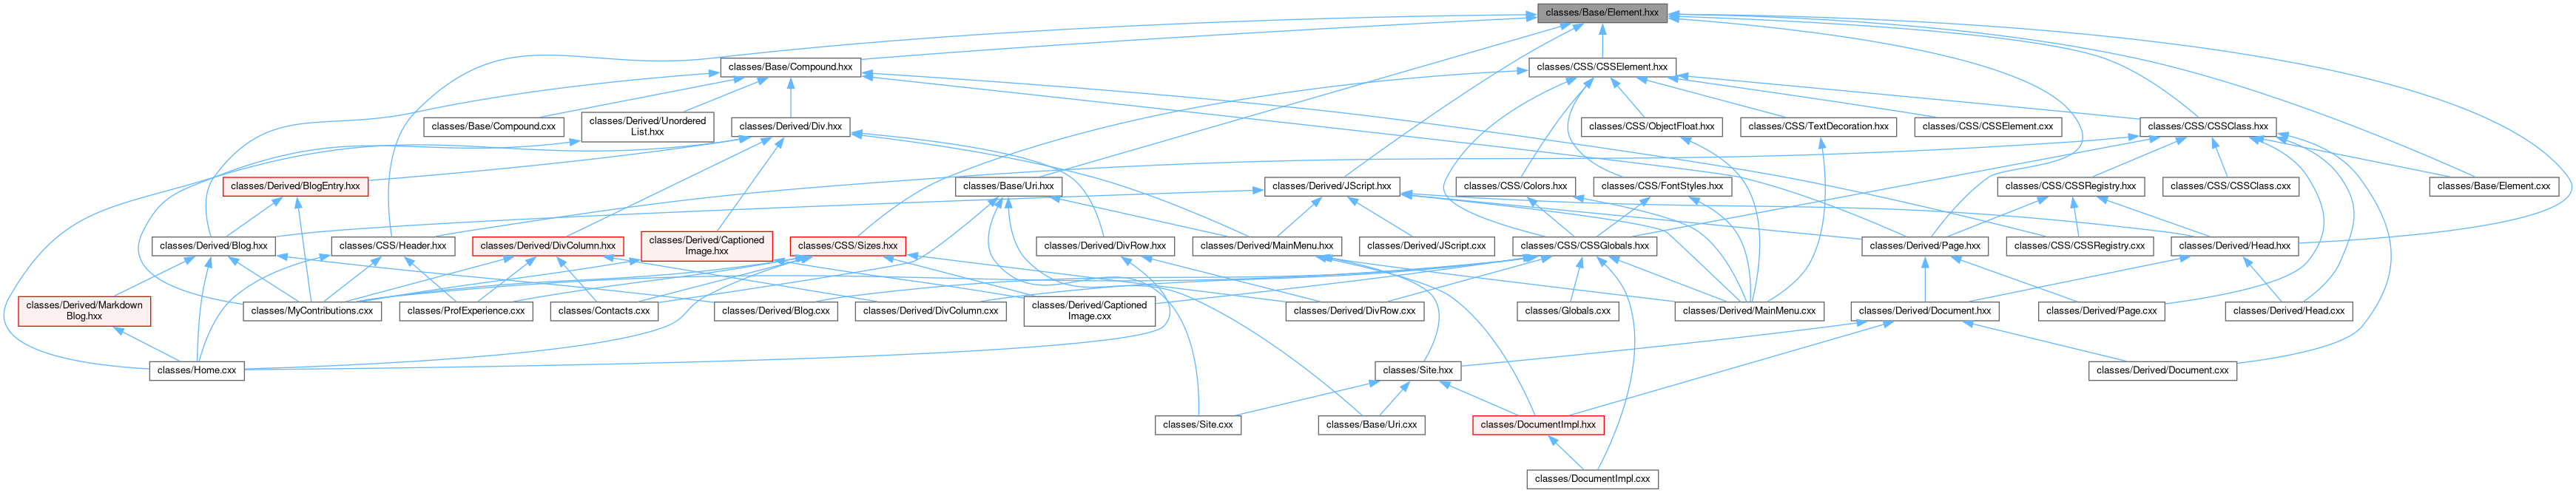 classes/Base/Element.hxx
classes/Base/Compound.hxx
classes/CSS/CSSElement.hxx
classes/Base/Compound.cxx
classes/Derived/Unordered
List.hxx
classes/Derived/Div.hxx
classes/CSS/ObjectFloat.hxx
classes/CSS/TextDecoration.hxx
classes/CSS/CSSElement.cxx
classes/CSS/CSSClass.hxx
classes/Derived/BlogEntry.hxx
classes/Base/Uri.hxx
classes/Derived/JScript.hxx
classes/CSS/Colors.hxx
classes/CSS/FontStyles.hxx
classes/CSS/CSSRegistry.hxx
classes/CSS/CSSClass.cxx
classes/Base/Element.cxx
classes/Derived/Blog.hxx
classes/CSS/Header.hxx
classes/Derived/DivColumn.hxx
classes/Derived/Captioned
Image.hxx
classes/CSS/Sizes.hxx
classes/Derived/DivRow.hxx
classes/Derived/MainMenu.hxx
classes/Derived/JScript.cxx
classes/CSS/CSSGlobals.hxx
classes/Derived/Page.hxx
classes/CSS/CSSRegistry.cxx
classes/Derived/Head.hxx
classes/Derived/Markdown
Blog.hxx
classes/MyContributions.cxx
classes/ProfExperience.cxx
classes/Contacts.cxx
classes/Derived/Blog.cxx
classes/Derived/DivColumn.cxx
classes/Derived/Captioned
Image.cxx
classes/Derived/DivRow.cxx
classes/Globals.cxx
classes/Derived/MainMenu.cxx
classes/Derived/Document.hxx
classes/Derived/Page.cxx
classes/Derived/Head.cxx
classes/Home.cxx
classes/Site.hxx
classes/Derived/Document.cxx
classes/Site.cxx
classes/Base/Uri.cxx
classes/DocumentImpl.hxx
classes/DocumentImpl.cxx